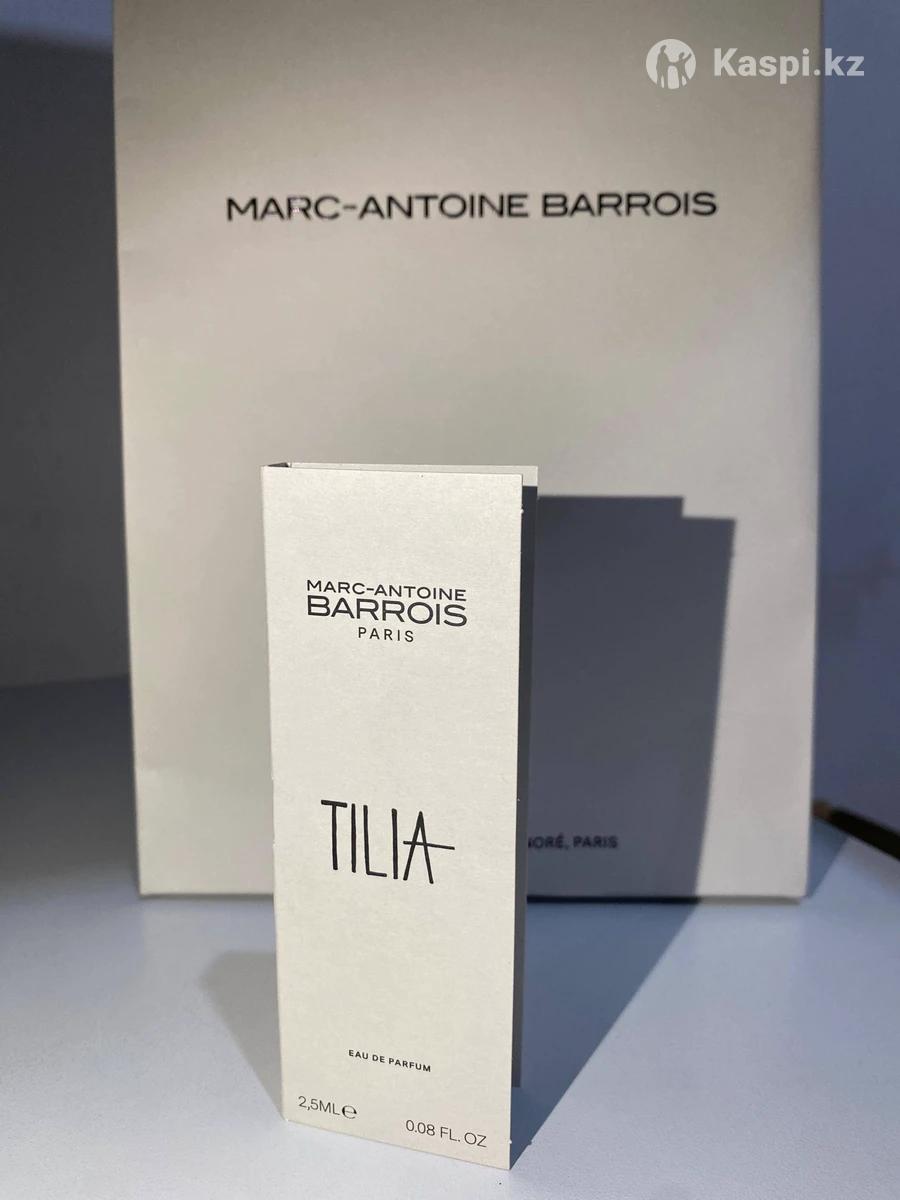 Kaspi.kz
MARC-ANTOINE BARROIS
MARC-ANTOINE
BARROIS
PARIS
TILIA
PARIS
EAU DE PARFUM
2,5ML℮
0.08 FL. OZ